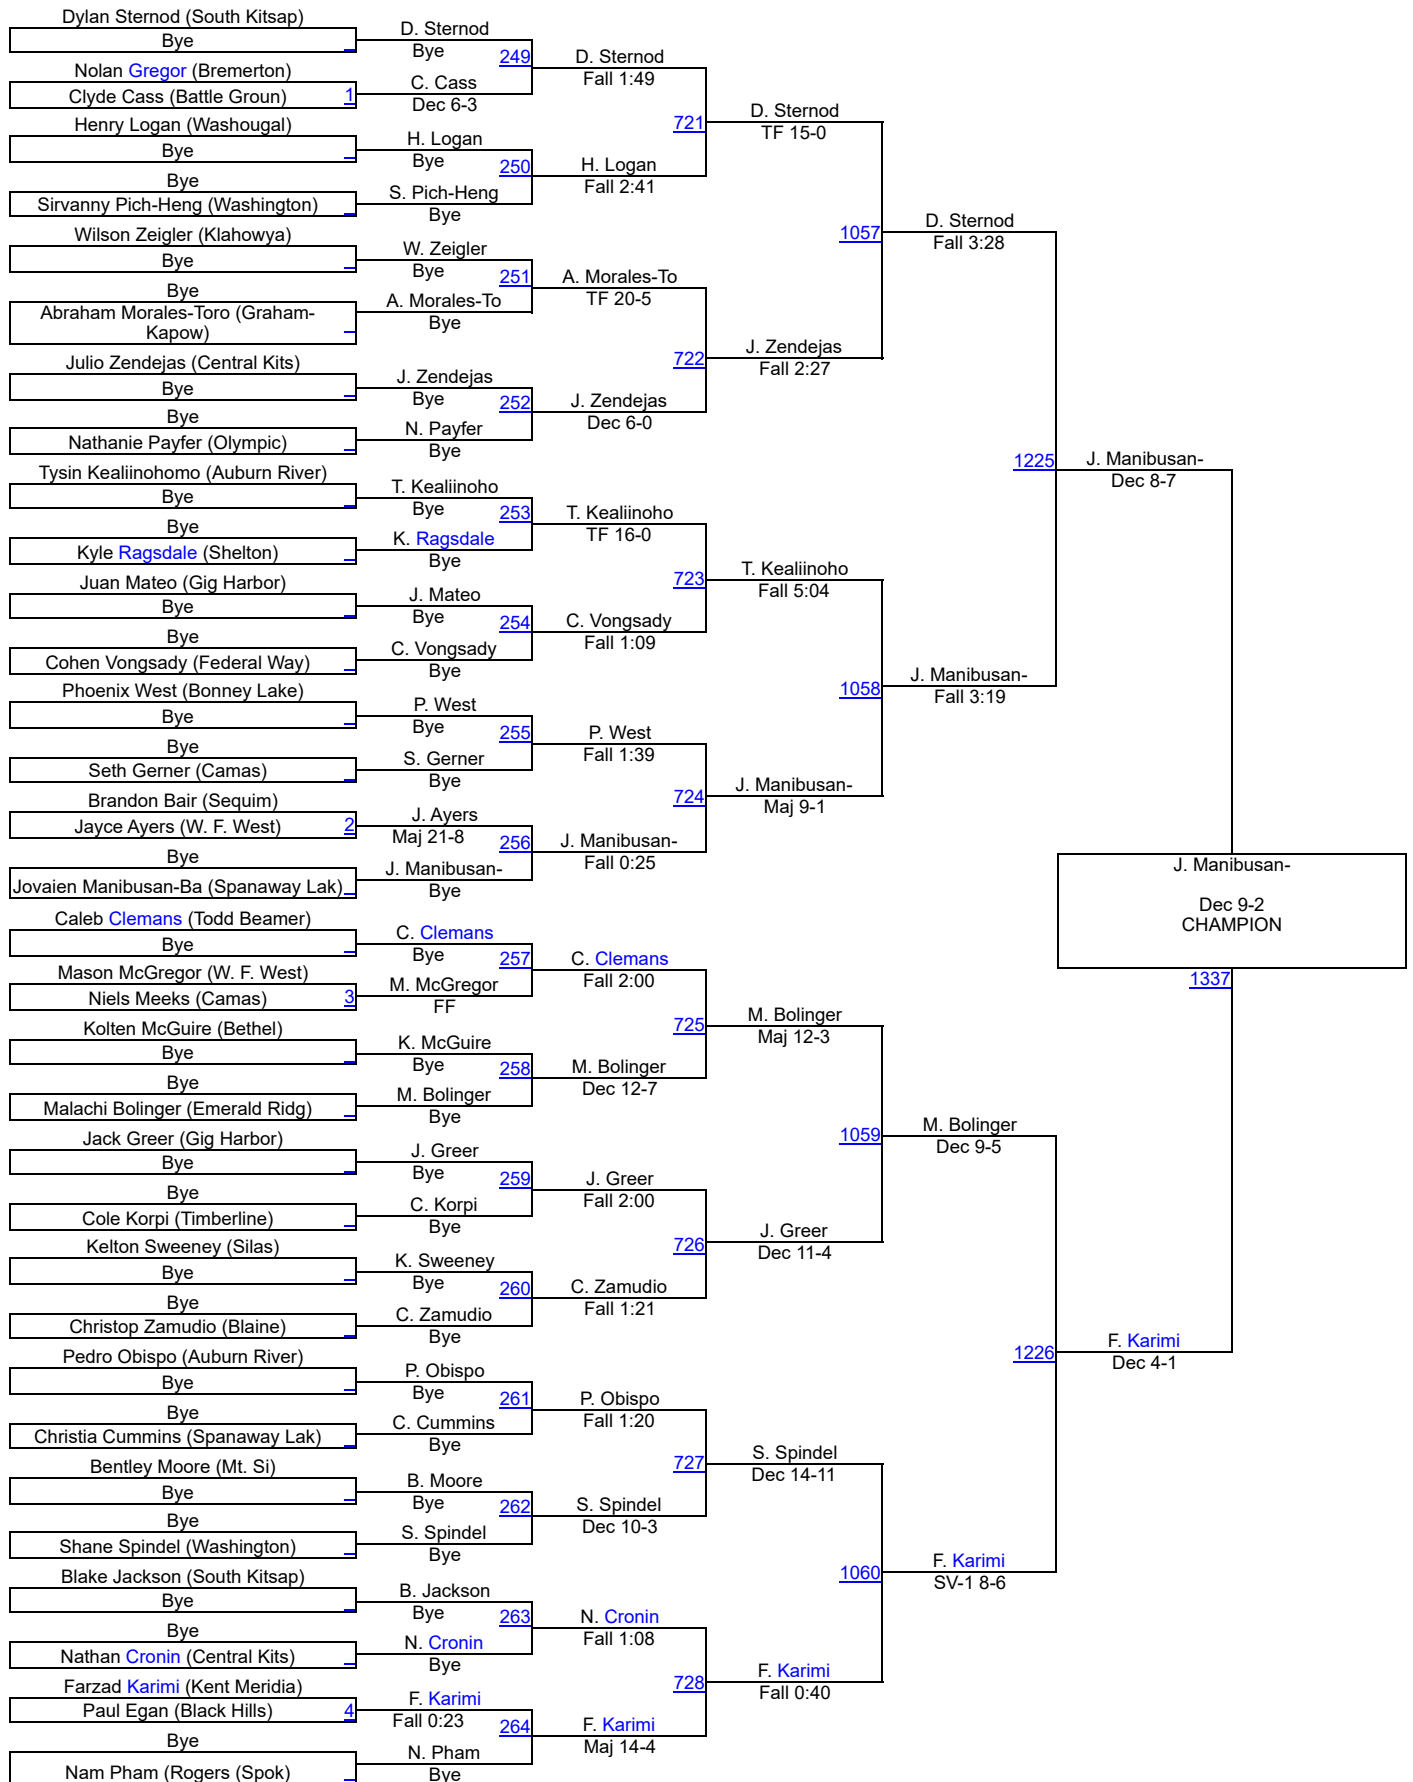 Dylan Sternod (South Kitsap)
Bye
Nolan Gregor (Bremerton)
Clyde Cass (Battle Groun)
1
Henry Logan (Washougal)
Bye
Bye
Sirvanny Pich-Heng (Washington)
Wilson Zeigler (Klahowya)
Bye
Bye
Abraham Morales-Toro (Graham-
Kapow)
Julio Zendejas (Central Kits)
Bye
Bye
Nathanie Payfer (Olympic)
Tysin Kealiinohomo (Auburn River)
Bye
Bye
Kyle Ragsdale (Shelton)
Juan Mateo (Gig Harbor)
Bye
Bye
Cohen Vongsady (Federal Way)
Phoenix West (Bonney Lake)
Bye
Bye
Seth Gerner (Camas)
Brandon Bair (Sequim)
Jayce Ayers (W. F. West)
2
Bye
Jovaien Manibusan-Ba (Spanaway Lak)
Caleb Clemans (Todd Beamer)
Bye
Mason McGregor (W. F. West)
Niels Meeks (Camas)
3
Kolten McGuire (Bethel)
Bye
Bye
Malachi Bolinger (Emerald Ridg)
Jack Greer (Gig Harbor)
Bye
Bye
Cole Korpi (Timberline)
Kelton Sweeney (Silas)
Bye
Bye
Christop Zamudio (Blaine)
Pedro Obispo (Auburn River)
Bye
Bye
Christia Cummins (Spanaway Lak)
Bentley Moore (Mt. Si)
Bye
Bye
Shane Spindel (Washington)
Blake Jackson (South Kitsap)
Bye
Bye
Nathan Cronin (Central Kits)
Farzad Karimi (Kent Meridia)
Paul Egan (Black Hills)
4
Bye
Nam Pham (Rogers (Spok)
D. Sternod
Bye
249
C. Cass
Dec 6-3
H. Logan
Bye
250
S. Pich-Heng
Bye
W. Zeigler
Bye
251
A. Morales-To
Bye
J. Zendejas
Bye
252
N. Payfer
Bye
T. Kealiinoho
Bye
253
K. Ragsdale
Bye
J. Mateo
Bye
254
C. Vongsady
Bye
P. West
Bye
255
S. Gerner
Bye
J. Ayers
Maj 21-8
256
J. Manibusan-
Bye
C. Clemans
Bye
257
M. McGregor
FF
K. McGuire
Bye
258
M. Bolinger
Bye
J. Greer
Bye
259
C. Korpi
Bye
K. Sweeney
Bye
260
C. Zamudio
Bye
P. Obispo
Bye
261
C. Cummins
Bye
B. Moore
Bye
262
S. Spindel
Bye
B. Jackson
Bye
263
N. Cronin
Bye
F. Karimi
Fall 0:23
264
N. Pham
Bye
D. Sternod
Fall 1:49
721
H. Logan
Fall 2:41
A. Morales-To
TF 20-5
722
J. Zendejas
Dec 6-0
T. Kealiinoho
TF 16-0
723
C. Vongsady
Fall 1:09
P. West
Fall 1:39
724
J. Manibusan-
Fall 0:25
C. Clemans
Fall 2:00
725
M. Bolinger
Dec 12-7
J. Greer
Fall 2:00
726
C. Zamudio
Fall 1:21
P. Obispo
Fall 1:20
727
S. Spindel
Dec 10-3
N. Cronin
Fall 1:08
728
F. Karimi
Maj 14-4
D. Sternod
TF 15-0
1057
J. Zendejas
Fall 2:27
T. Kealiinoho
Fall 5:04
1058
J. Manibusan-
Maj 9-1
M. Bolinger
Maj 12-3
1059
J. Greer
Dec 11-4
S. Spindel
Dec 14-11
1060
F. Karimi
Fall 0:40
D. Sternod
Fall 3:28
1225
J. Manibusan-
Fall 3:19
M. Bolinger
Dec 9-5
1226
F. Karimi
SV-1 8-6
J. Manibusan-
Dec 8-7
J. Manibusan-
Dec 9-2
CHAMPION
1337
F. Karimi
Dec 4-1